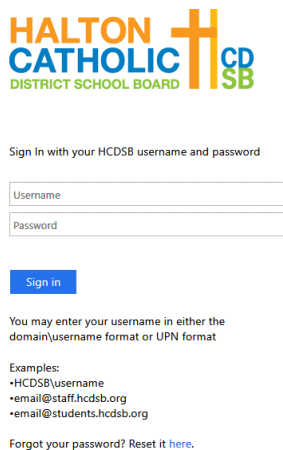 HALTON
CATHOLIC
DISTRICT SCHOOL BOARD
CD
SB
Sign In with your HCDSB username and password
Username
Password
Sign in
You may enter your username in either the
domain\username format or UPN format
Examples:
•HCDSB\username
•email@staff.hcdsb.org
•email@students.hcdsb.org
Forgot your password? Reset it here.